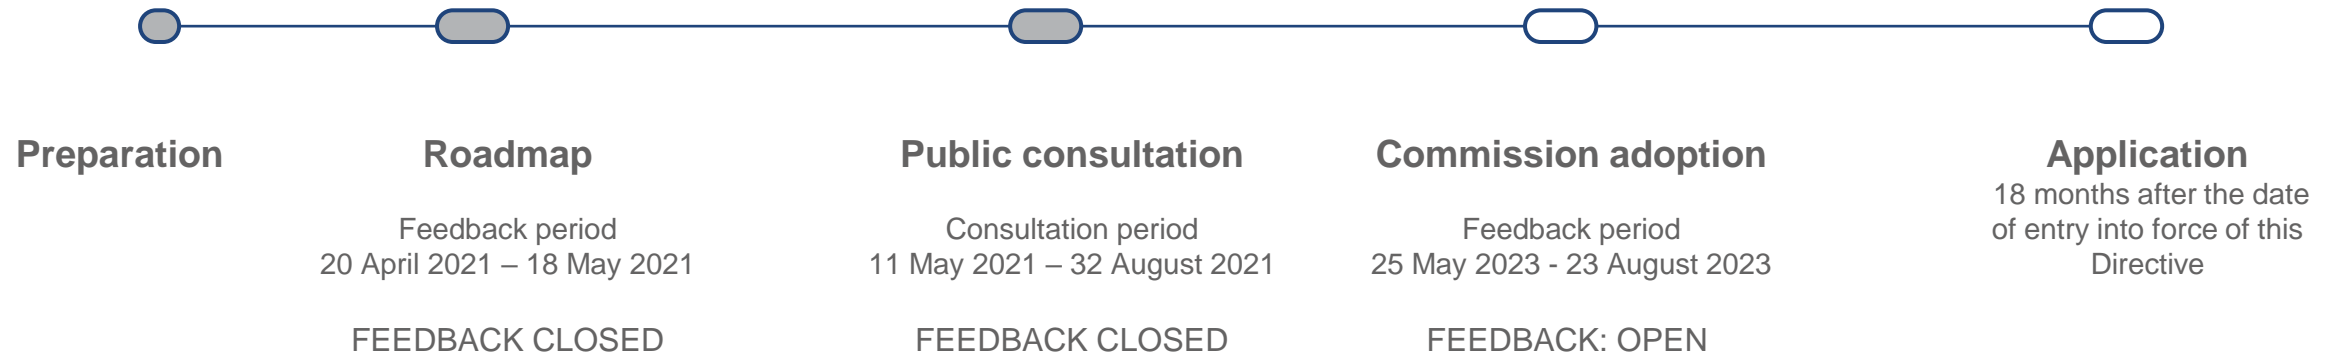 Preparation
Roadmap
Feedback period
20 April 2021 – 18 May 2021
FEEDBACK CLOSED
Public consultation
Consultation period
11 May 2021 – 32 August 2021
FEEDBACK CLOSED
Commission adoption
Feedback period
25 May 2023 - 23 August 2023
FEEDBACK: OPEN
Application
18 months after the date
of entry into force of this
Directive